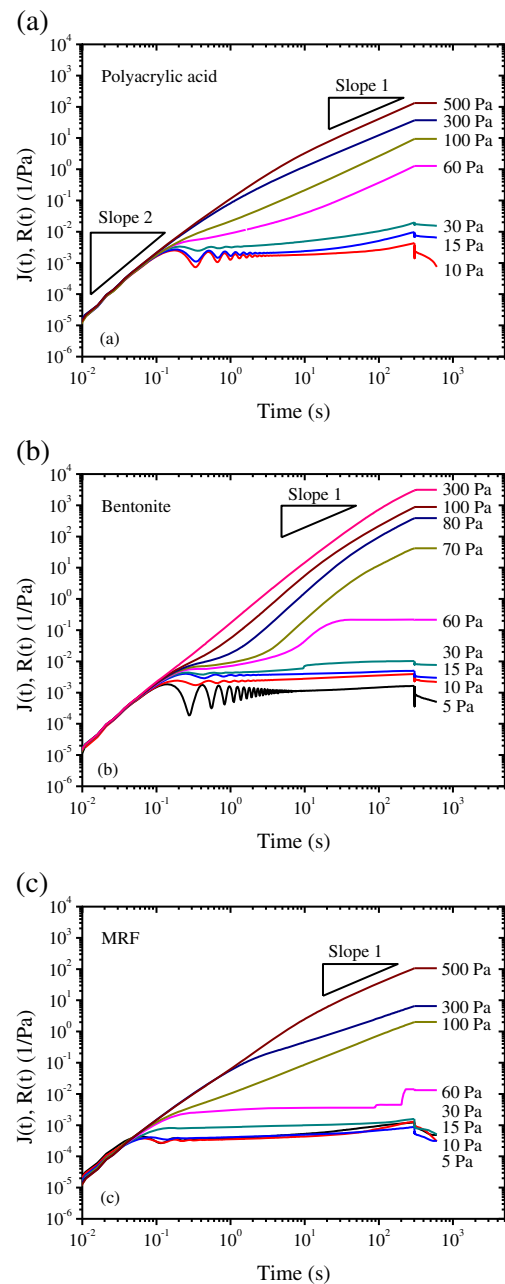 (a)
10^4
10^3
10^2
10^1
10^0
10^-1
10^-2
10^-3
10^-4
10^-5
10^-6
J(t), R(t) (1/Pa)
Polyacrylic acid
Slope 1
Slope 2
500 Pa
300 Pa
100 Pa
60 Pa
30 Pa
15 Pa
10 Pa
(a)
10^-2 10^-1 10^0 10^1 10^2 10^3
Time (s)
(b)
10^4
10^3
10^2
10^1
10^0
10^-1
10^-2
10^-3
10^-4
10^-5
10^-6
J(t), R(t) (1/Pa)
Bentonite
Slope 1
300 Pa
100 Pa
80 Pa
70 Pa
60 Pa
30 Pa
15 Pa
10 Pa
5 Pa
(b)
10^-2 10^-1 10^0 10^1 10^2 10^3
Time (s)
(c)
10^4
10^3
10^2
10^1
10^0
10^-1
10^-2
10^-3
10^-4
10^-5
10^-6
J(t), R(t) (1/Pa)
MRF
Slope 1
500 Pa
300 Pa
100 Pa
60 Pa
30 Pa
15 Pa
10 Pa
5 Pa
(c)
10^-2 10^-1 10^0 10^1 10^2 10^3
Time (s)